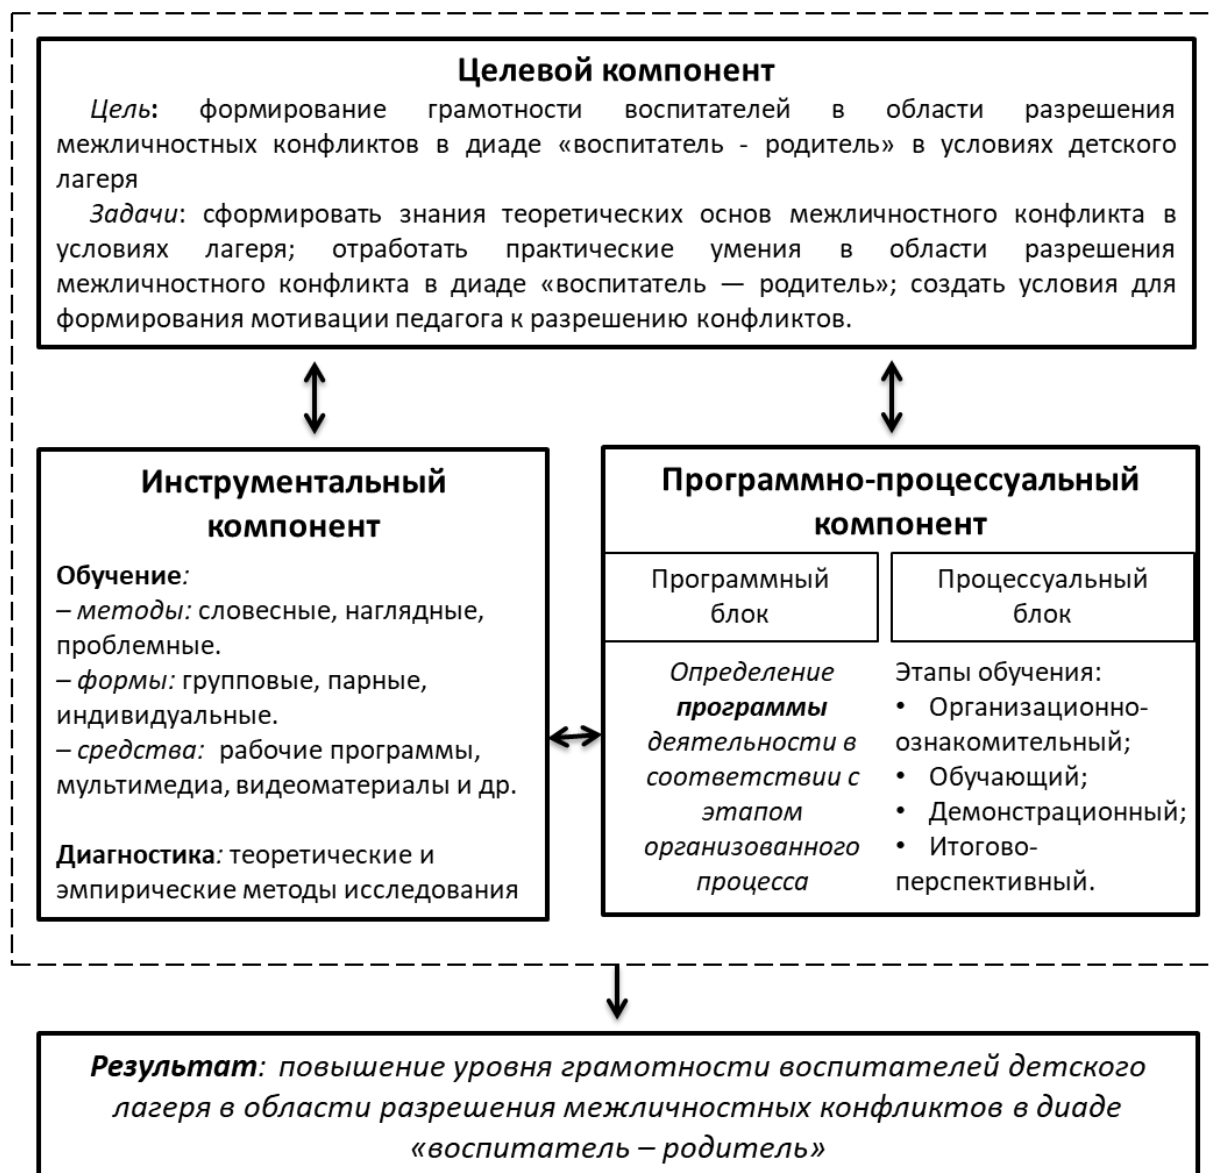 Целевой компонент
Цель: формирование грамотности воспитателей в области разрешения
межличностных конфликтов в диаде «воспитатель - родитель» в условиях детского
лагеря
Задачи: сформировать знания теоретических основ межличностного конфликта в
условиях лагеря; отработать практические умения в области разрешения
межличностного конфликта в диаде «воспитатель — родитель»; создать условия для
формирования мотивации педагога к разрешению конфликтов.
Инструментальный
компонент
Обучение:
– методы: словесные, наглядные,
проблемные.
– формы: групповые, парные,
индивидуальные.
– средства: рабочие программы,
мультимедиа, видеоматериалы и др.
Диагностика: теоретические и
эмпирические методы исследования
Программно-процессуальный
компонент
Программный
блок
Определение
программы
деятельности в
соответствии с
этапом
организованного
процесса
Процессуальный
блок
Этапы обучения:
• Организационно-
ознакомительный;
• Обучающий;
• Демонстрационный;
• Итогово-
перспективный.
Результат: повышение уровня грамотности воспитателей детского
лагеря в области разрешения межличностных конфликтов в диаде
«воспитатель – родитель»